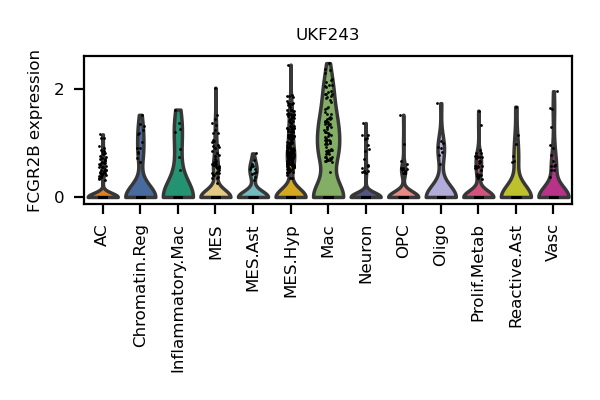 UKF243
FCGR2B expression
2
0
AC
Chromatin.Reg
Inflammatory.Mac
MES
MES.Ast
MES.Hyp
Mac
Neuron
OPC
Oligo
Prolif.Metab
Reactive.Ast
Vasc